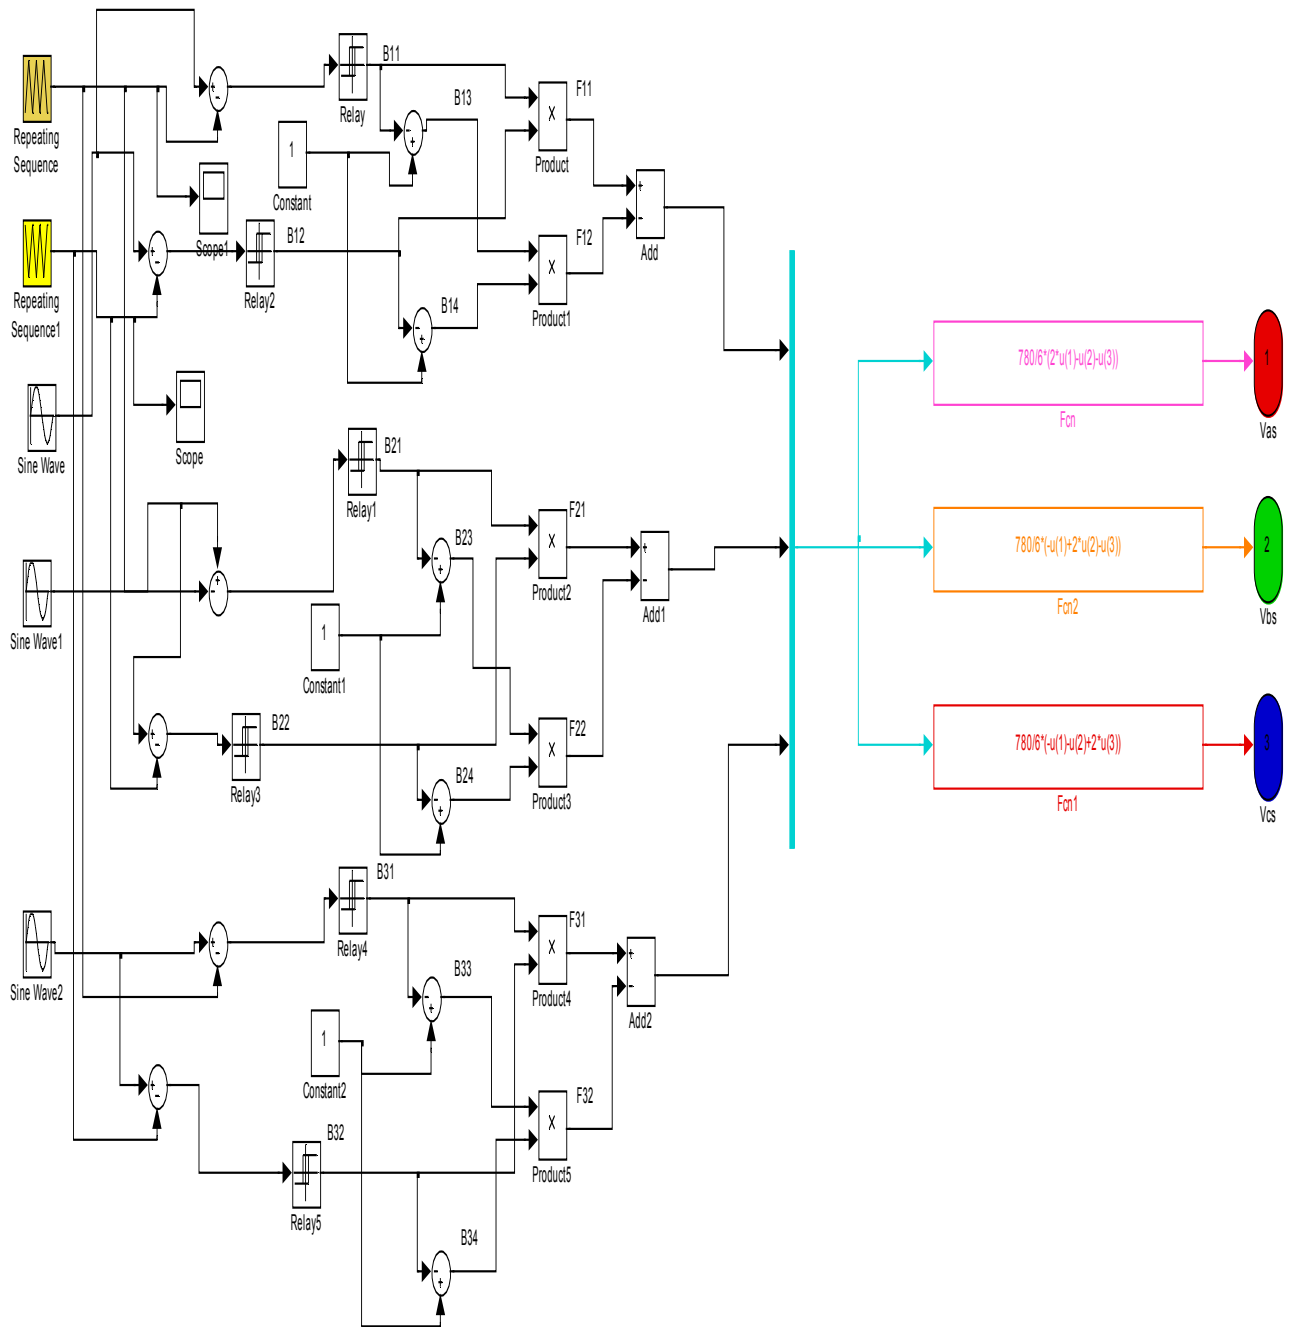 B11
Relay
Repeating
Sequence
B13
F11
1
Constant
X
Product
+
-
Add
Scope1
B12
Relay2
F12
X
Product1
B14
Repeating
Sequence1
Sine Wave
Scope
780/6*(2*u(1)-u(2)-u(3))
Fcn
1
Vas
B21
Relay1
F21
X
Product2
B23
+
-
Add1
Sine Wave1
1
Constant1
780/6*(-u(1)+2*u(2)-u(3))
Fcn2
2
Vbs
B22
Relay3
F22
X
Product3
B24
780/6*(-u(1)-u(2)+2*u(3))
Fcn1
3
Vcs
B31
Relay4
F31
X
Product4
B33
+
-
Add2
Sine Wave2
1
Constant2
F32
X
Product5
B32
Relay5
B34